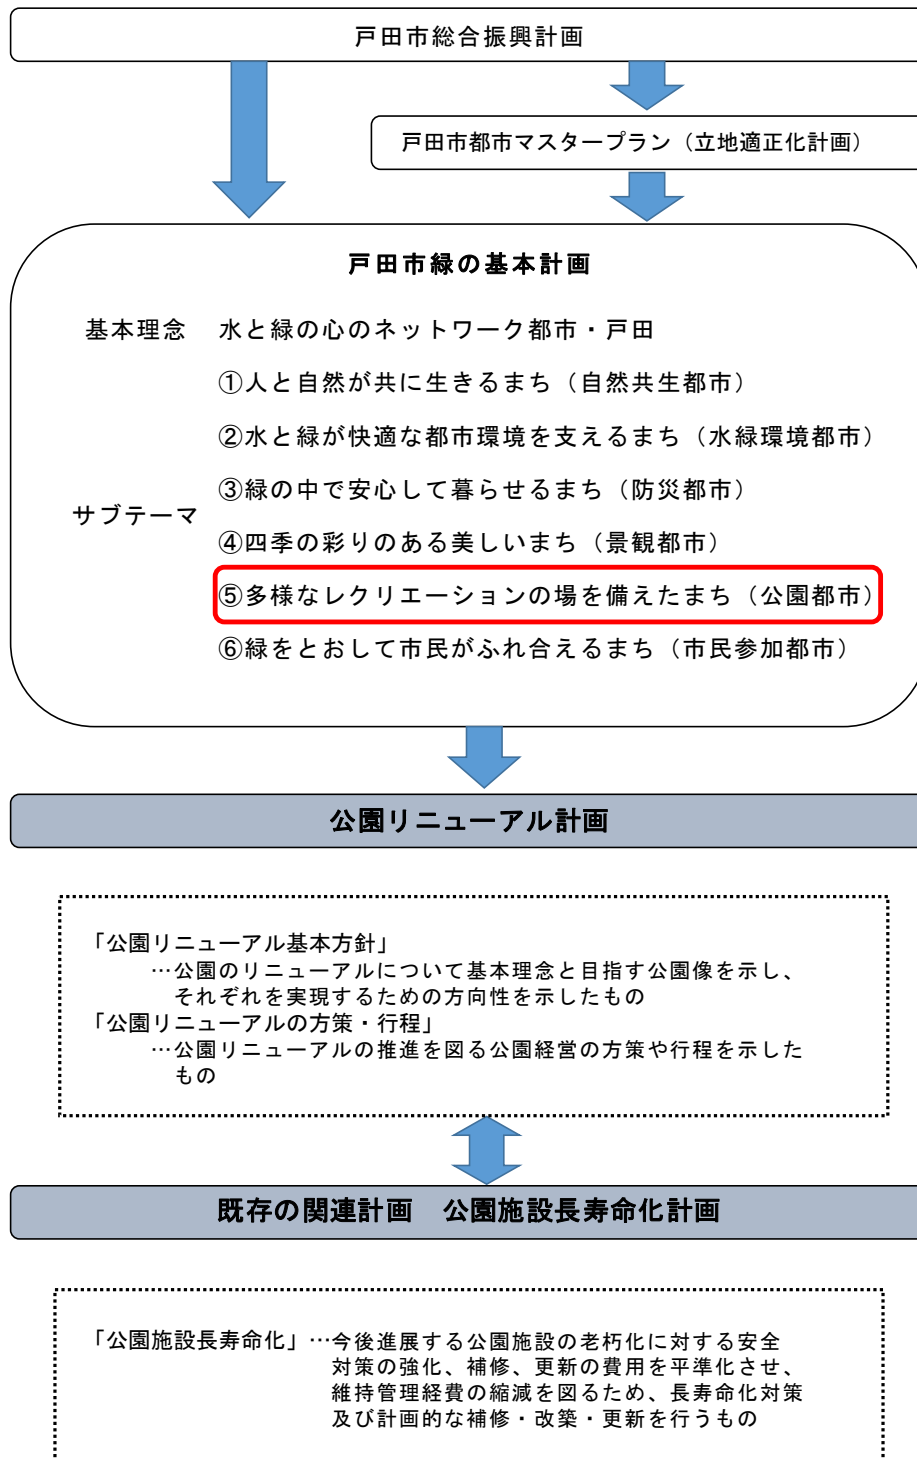 戸田市総合振興計画
戸田市都市マスタープラン（立地適正化計画）
戸田市緑の基本計画
基本理念　水と緑の心のネットワーク都市・戸田
サブテーマ
①人と自然が共に生きるまち（自然共生都市）
②水と緑が快適な都市環境を支えるまち（水緑環境都市）
③緑の中で安心して暮らせるまち（防災都市）
④四季の彩りのある美しいまち（景観都市）
⑤多様なレクリエーションの場を備えたまち（公園都市）
⑥緑をとおして市民がふれ合えるまち（市民参加都市）
公園リニューアル計画
「公園リニューアル基本方針」
…公園のリニューアルについて基本理念と目指す公園像を示し、
それぞれを実現するための方向性を示したもの
「公園リニューアルの方策・行程」
…公園リニューアルの推進を図る公園経営の方策や行程を示した
もの
既存の関連計画　公園施設長寿命化計画
「公園施設長寿命化」…今後進展する公園施設の老朽化に対する安全
対策の強化、補修、更新の費用を平準化させ、
維持管理経費の縮減を図るため、長寿命化対策
及び計画的な補修・改築・更新を行うもの